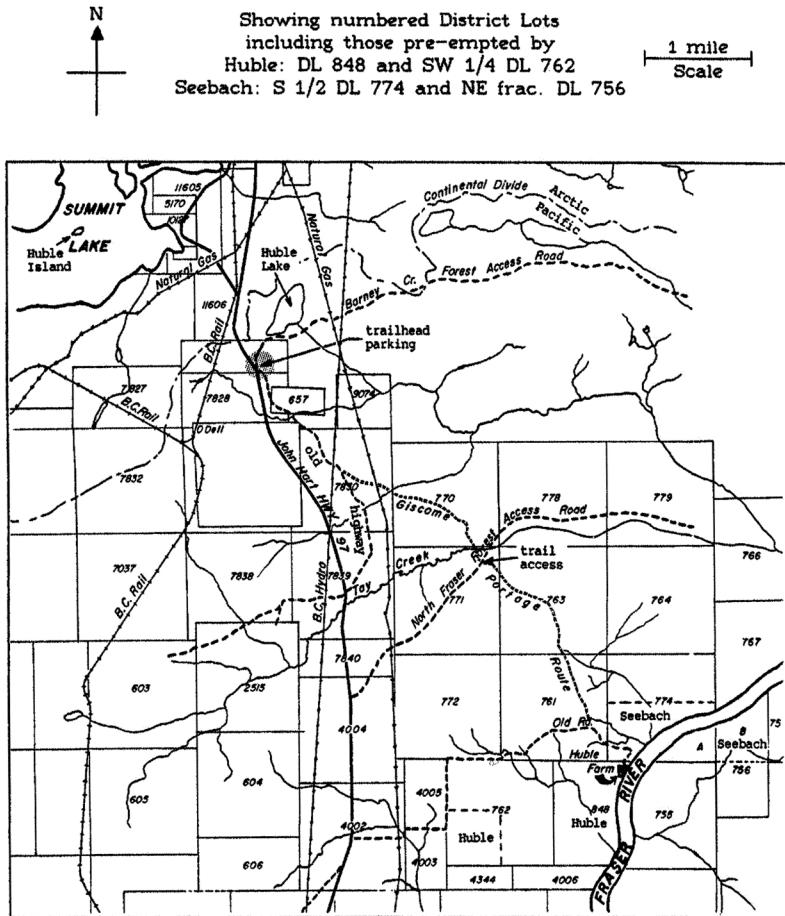 N
Showing numbered District Lots
including those pre-empted by
Huble: DL 848 and SW 1/4 DL 762
Seebach: S 1/2 DL 774 and NE frac. DL 756
1 mile
Scale
11605
5170
SUMMIT
LAKE
Huble
Island
Natural Gas
11606
B.C. Rail
Huble
Lake
Natural Gas
Continental Divide
Arctic
Pacific
Barney Cr. Forest Access Road
trailhead
parking
7827
B.C. Rail
7828
657
9074
O'Dell
7832
John Hart HWY
97
old
highway
7830
770
Giscome
778
779
Forest Access Road
trail
access
766
7037
B.C. Rail
7838
B.C. Hydro
7839
Tay Creek
North Fraser
771
Portage
763
764
767
603
2515
7840
772
761
Route
774
Seebach
4004
Old Rd.
Huble
Farm
A
B
Seebach
75
756
605
604
4005
762
Huble
848
Huble
755
4002
606
4003
4344
4006
FRASER RIVER